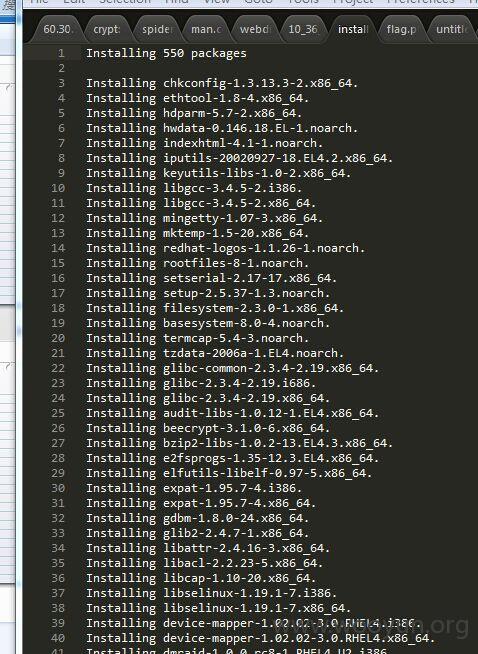 File Edit Selection Find View Goto Tools Project Preferences Help
60.30. crypt spider man.c webd 10_36 install flag.p untitle
1 Installing 550 packages
2
3 Installing chkconfig-1.3.13.3-2.x86_64.
4 Installing ethtool-1.8-4.x86_64.
5 Installing hdparm-5.7-2.x86_64.
6 Installing hwdata-0.146.18.EL-1.noarch.
7 Installing indexhtml-4.1-1.noarch.
8 Installing iputils-20020927-18.EL4.2.x86_64.
9 Installing keyutils-libs-1.0-2.x86_64.
10 Installing libgcc-3.4.5-2.i386.
11 Installing libgcc-3.4.5-2.x86_64.
12 Installing mingetty-1.07-3.x86_64.
13 Installing mktemp-1.5-20.x86_64.
14 Installing redhat-logos-1.1.26-1.noarch.
15 Installing rootfiles-8-1.noarch.
16 Installing setserial-2.17-17.x86_64.
17 Installing setup-2.5.37-1.3.noarch.
18 Installing filesystem-2.3.0-1.x86_64.
19 Installing basesystem-8.0-4.noarch.
20 Installing termcap-5.4-3.noarch.
21 Installing tzdata-2006a-1.EL4.noarch.
22 Installing glibc-common-2.3.4-2.19.x86_64.
23 Installing glibc-2.3.4-2.19.i686.
24 Installing glibc-2.3.4-2.19.x86_64.
25 Installing audit-libs-1.0.12-1.EL4.x86_64.
26 Installing beecrypt-3.1.0-6.x86_64.
27 Installing bzip2-libs-1.0.2-13.EL4.3.x86_64.
28 Installing e2fsprogs-1.35-12.3.EL4.x86_64.
29 Installing elfutils-libelf-0.97-5.x86_64.
30 Installing expat-1.95.7-4.i386.
31 Installing expat-1.95.7-4.x86_64.
32 Installing gdbm-1.8.0-24.x86_64.
33 Installing glib2-2.4.7-1.x86_64.
34 Installing libattr-2.4.16-3.x86_64.
35 Installing libacl-2.2.23-5.x86_64.
36 Installing libcap-1.10-20.x86_64.
37 Installing libselinux-1.19.1-7.i386.
38 Installing libselinux-1.19.1-7.x86_64.
39 Installing device-mapper-1.02.02-3.0.RHEL4.i386.
40 Installing device-mapper-1.02.02-3.0.RHEL4.x86_64.
41 Installing dmraid-1.0.0.rc8-1_RHEL4_U2.i386